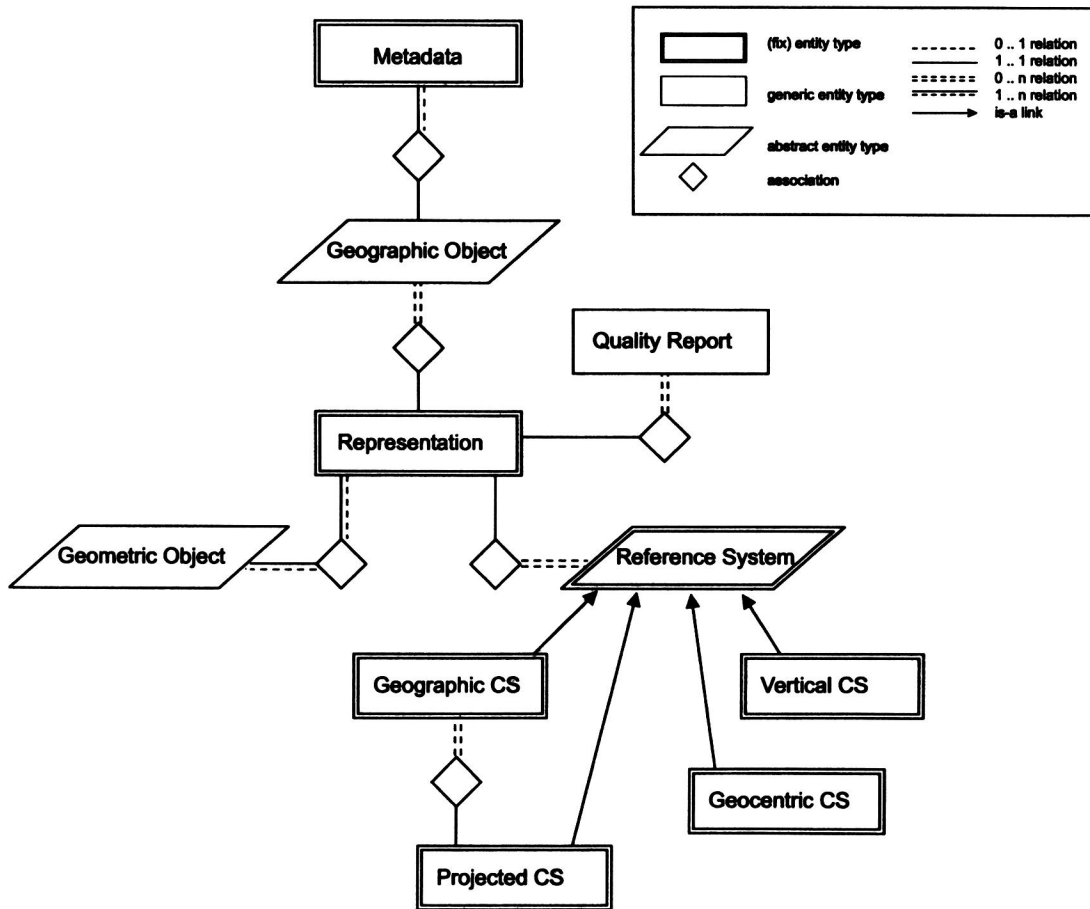 Metadata
(fix) entity type
generic entity type
abstract entity type
association
0 .. 1 relation
1 .. 1 relation
0 .. n relation
1 .. n relation
is-a link
Geographic Object
Quality Report
Representation
Geometric Object
Reference System
Geographic CS
Vertical CS
Geocentric CS
Projected CS